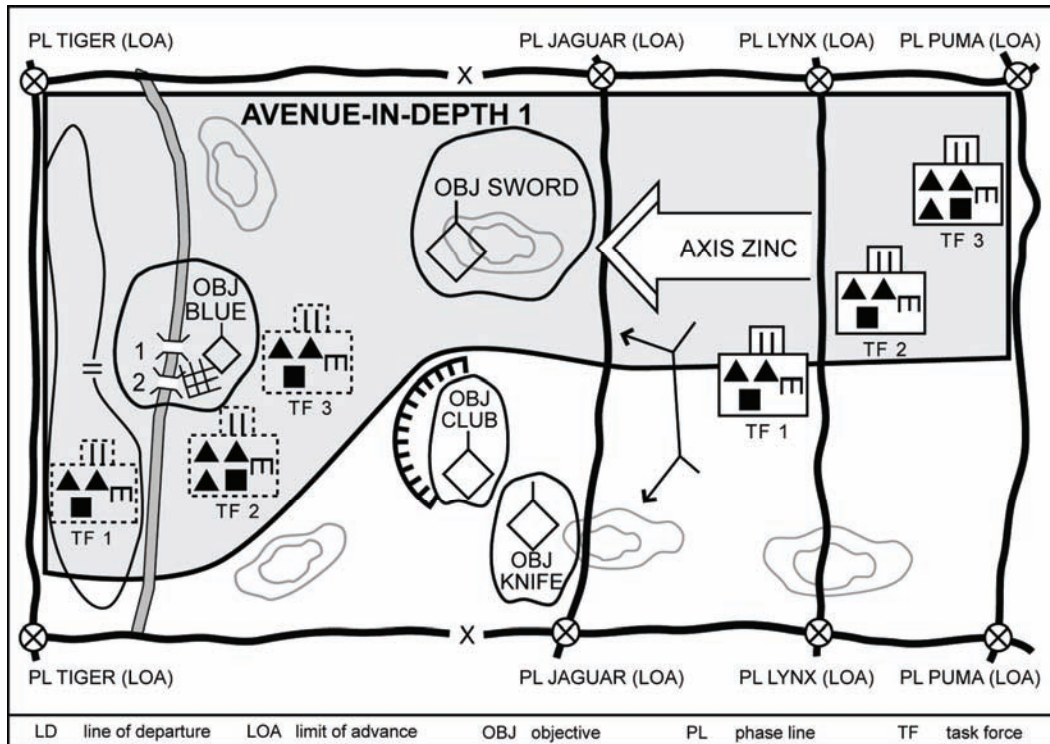 PL TIGER (LOA)
PL JAGUAR (LOA)
PL LYNX (LOA)
PL PUMA (LOA)
X
AVENUE-IN-DEPTH 1
OBJ SWORD
AXIS ZINC
TF 3
TF 2
TF 1
OBJ
BLUE
1
2
TF 3
TF 2
TF 1
OBJ
CLUB
OBJ
KNIFE
X
PL TIGER (LOA)
PL JAGUAR (LOA)
PL LYNX (LOA)
PL PUMA (LOA)
LD line of departure LOA limit of advance OBJ objective PL phase line TF task force